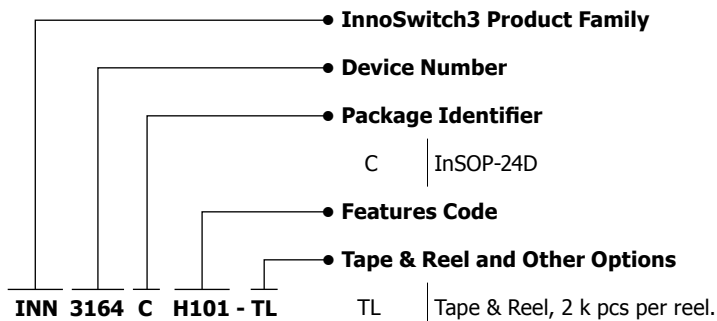 InnoSwitch3 Product Family
Device Number
Package Identifier
C InSOP-24D
Features Code
Tape & Reel and Other Options
INN 3164 C H101 - TL TL Tape & Reel, 2 k pcs per reel.